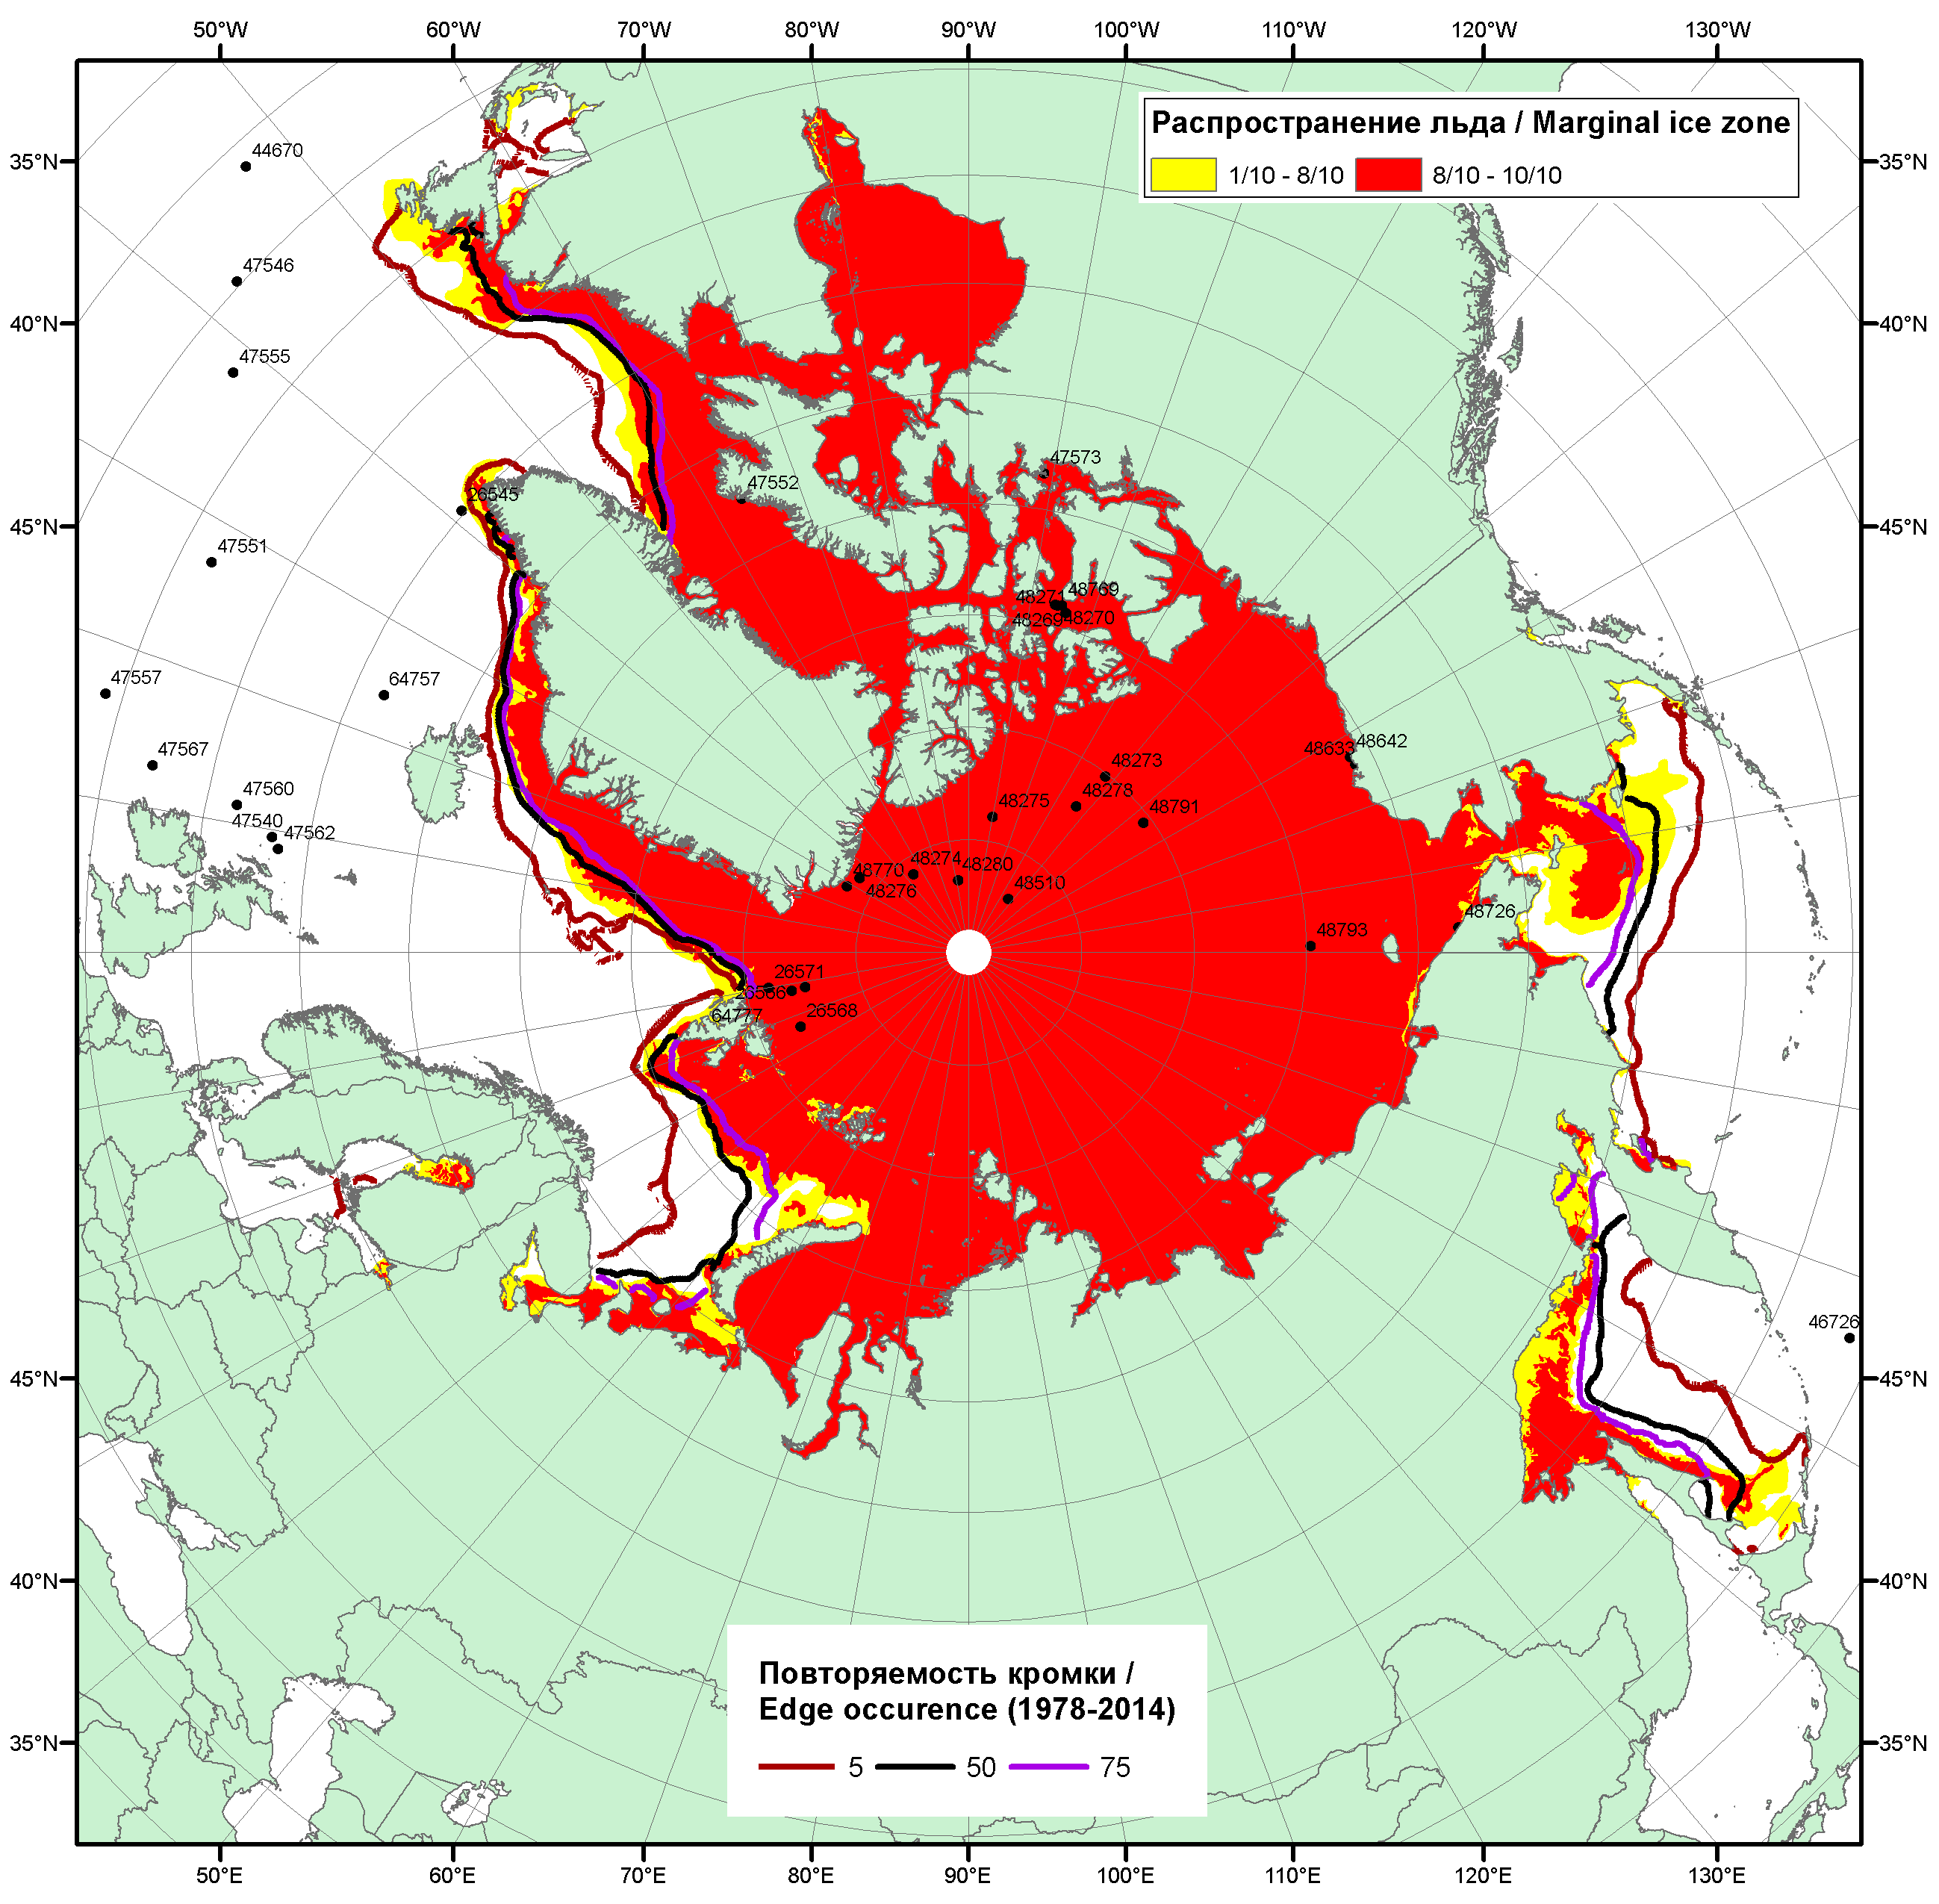 50°W 60°W 70°W 80°W 90°W 100°W 110°W 120°W 130°W
Распространение льда / Marginal ice zone
1/10 - 8/10 8/10 - 10/10
35°N 35°N
44670
47546
40°N 40°N
47555
47573
47552
26545
45°N 45°N
47551
48271 48769
48269 48270
47557
64757
48633 48642
47567
48273
47560
48278
48275
47540 47562
48791
48770 48274 48280
48276 48510
48726
48793
26571
26566
64777 26568
46726
45°N 45°N
40°N 40°N
Повторяемость кромки /
Edge occurence (1978-2014)
35°N 35°N
5 50 75
50°E 60°E 70°E 80°E 90°E 100°E 110°E 120°E 130°E